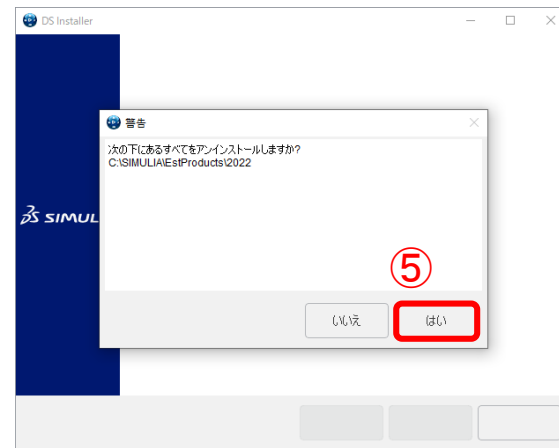 DS Installer
警告
次の下にあるすべてをアンインストールしますか?
C:\SIMULIA\EstProducts\2022
SIMUL
⑤
いいえ
はい